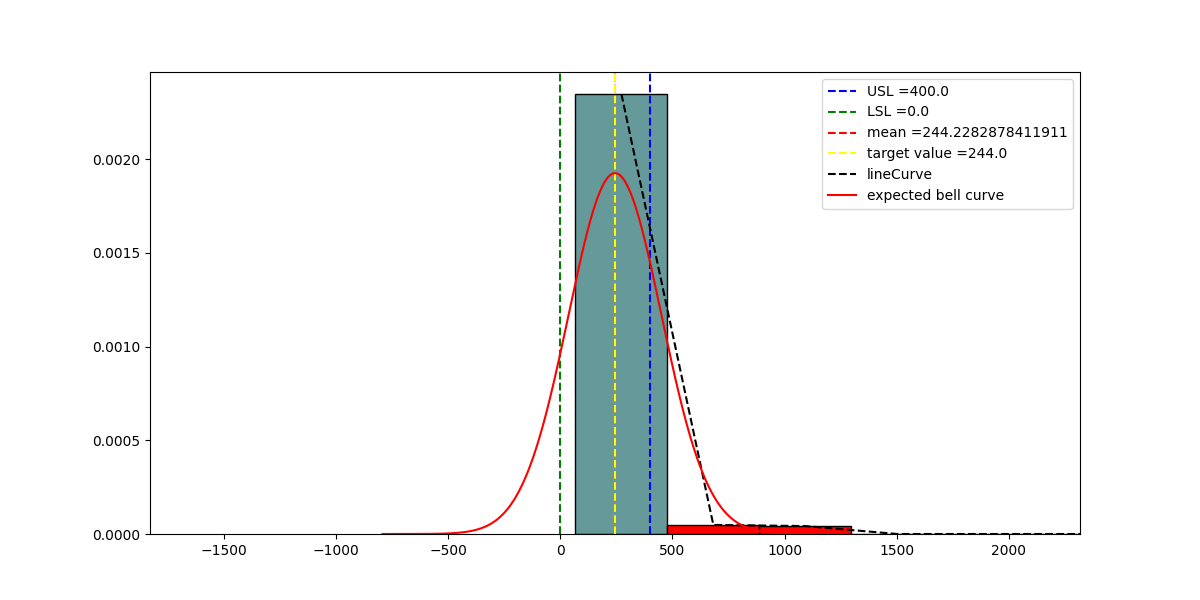 USL =400.0
LSL =0.0
mean =244.2282878411911
target value =244.0
lineCurve
expected bell curve
0.0020
0.0015
0.0010
0.0005
0.0000
−1500 −1000 −500 0 500 1000 1500 2000